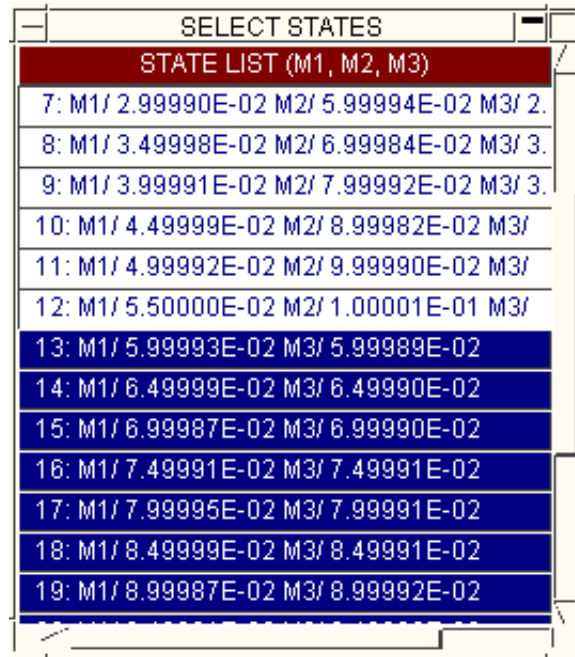 SELECT STATES
STATE LIST (M1, M2, M3)
7: M1/ 2.99990E-02 M2/ 5.99994E-02 M3/ 2.
8: M1/ 3.49998E-02 M2/ 6.99984E-02 M3/ 3.
9: M1/ 3.99991E-02 M2/ 7.99992E-02 M3/ 3.
10: M1/ 4.49999E-02 M2/ 8.99982E-02 M3/
11: M1/ 4.99992E-02 M2/ 9.99990E-02 M3/
12: M1/ 5.50000E-02 M2/ 1.00001E-01 M3/
13: M1/ 5.99993E-02 M3/ 5.99989E-02
14: M1/ 6.49999E-02 M3/ 6.49990E-02
15: M1/ 6.99987E-02 M3/ 6.99990E-02
16: M1/ 7.49991E-02 M3/ 7.49991E-02
17: M1/ 7.99995E-02 M3/ 7.99991E-02
18: M1/ 8.49999E-02 M3/ 8.49991E-02
19: M1/ 8.99987E-02 M3/ 8.99992E-02